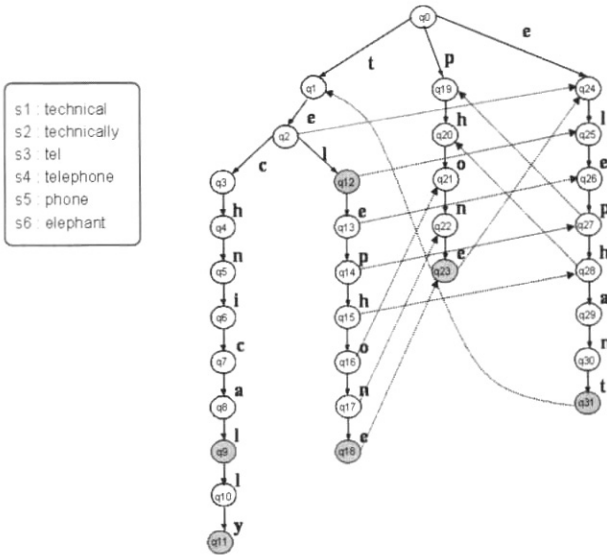 s1 : technical
s2 : technically
s3 : tel
s4 : telephone
s5 : phone
s6 : elephant
q0
t p e
q1 q19 q24
e h l
q2 q20 q25
c l o e
q3 q12 q21 q26
h e n p
q4 q13 q22 q27
n p e h
q5 q14 q23 q28
i h a
q6 q15 q29
c o r
q7 q16 q30
a n t
q8 q17 q31
l e
q9 q18
l
q10
y
q11